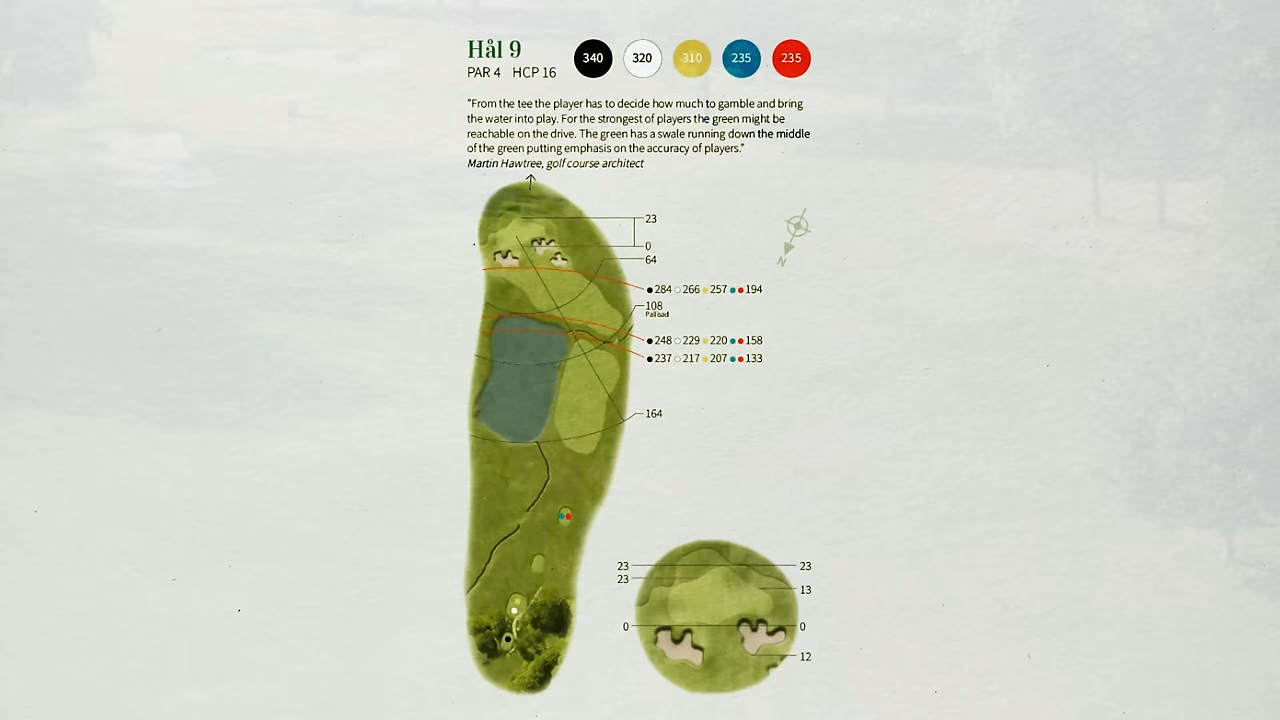 Hål 9
PAR 4 HCP 16
340 320 310 235 235
"From the tee the player has to decide how much to gamble and bring
the water into play. For the strongest of players the green might be
reachable on the drive. The green has a swale running down the middle
of the green putting emphasis on the accuracy of players."
Martin Hawtree, golf course architect
23
0
64
N
284 266 257 194
108
Pallisad
248 229 220 158
237 217 207 133
164
23 23
23
13
0 0
12